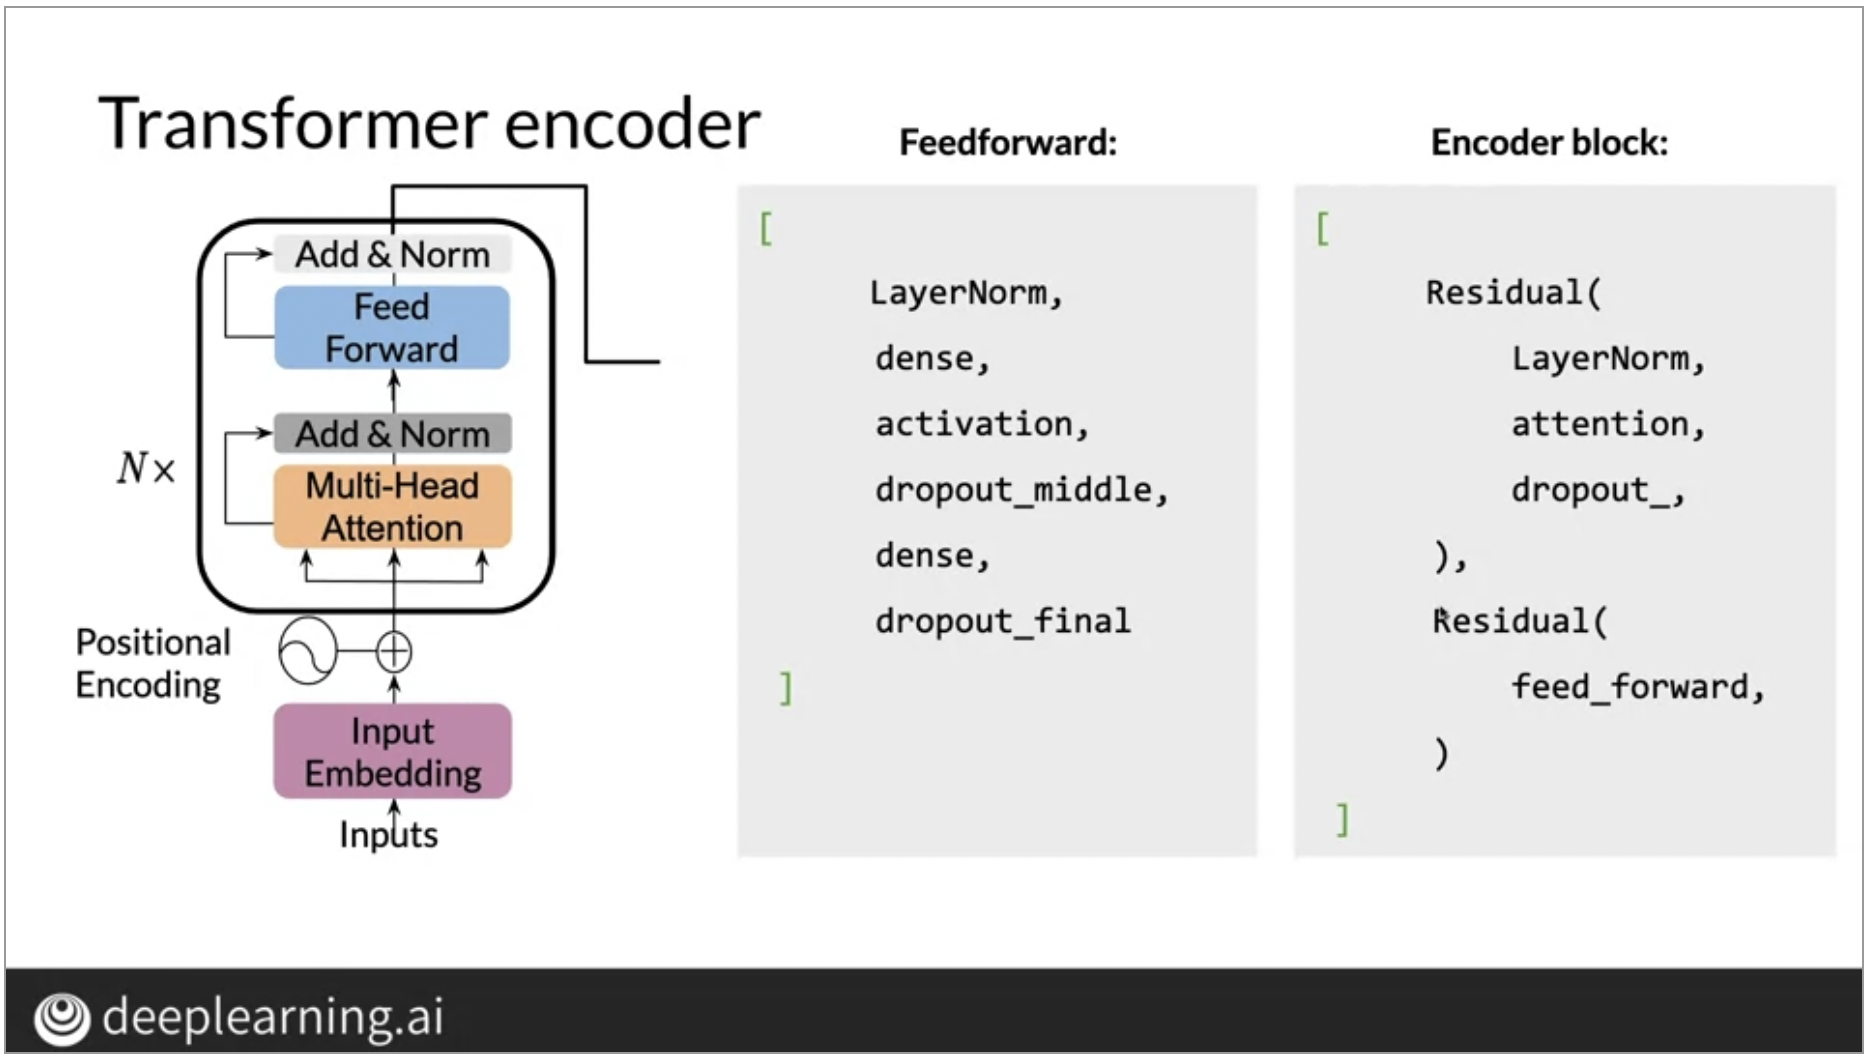 Transformer encoder
Add & Norm
Feed
Forward
Add & Norm
N×
Multi-Head
Attention
Positional
Encoding
Input
Embedding
Inputs
Feedforward:
[
LayerNorm,
dense,
activation,
dropout_middle,
dense,
dropout_final
]
Encoder block:
[
Residual(
LayerNorm,
attention,
dropout_,
),
Residual(
feed_forward,
)
]
deeplearning.ai